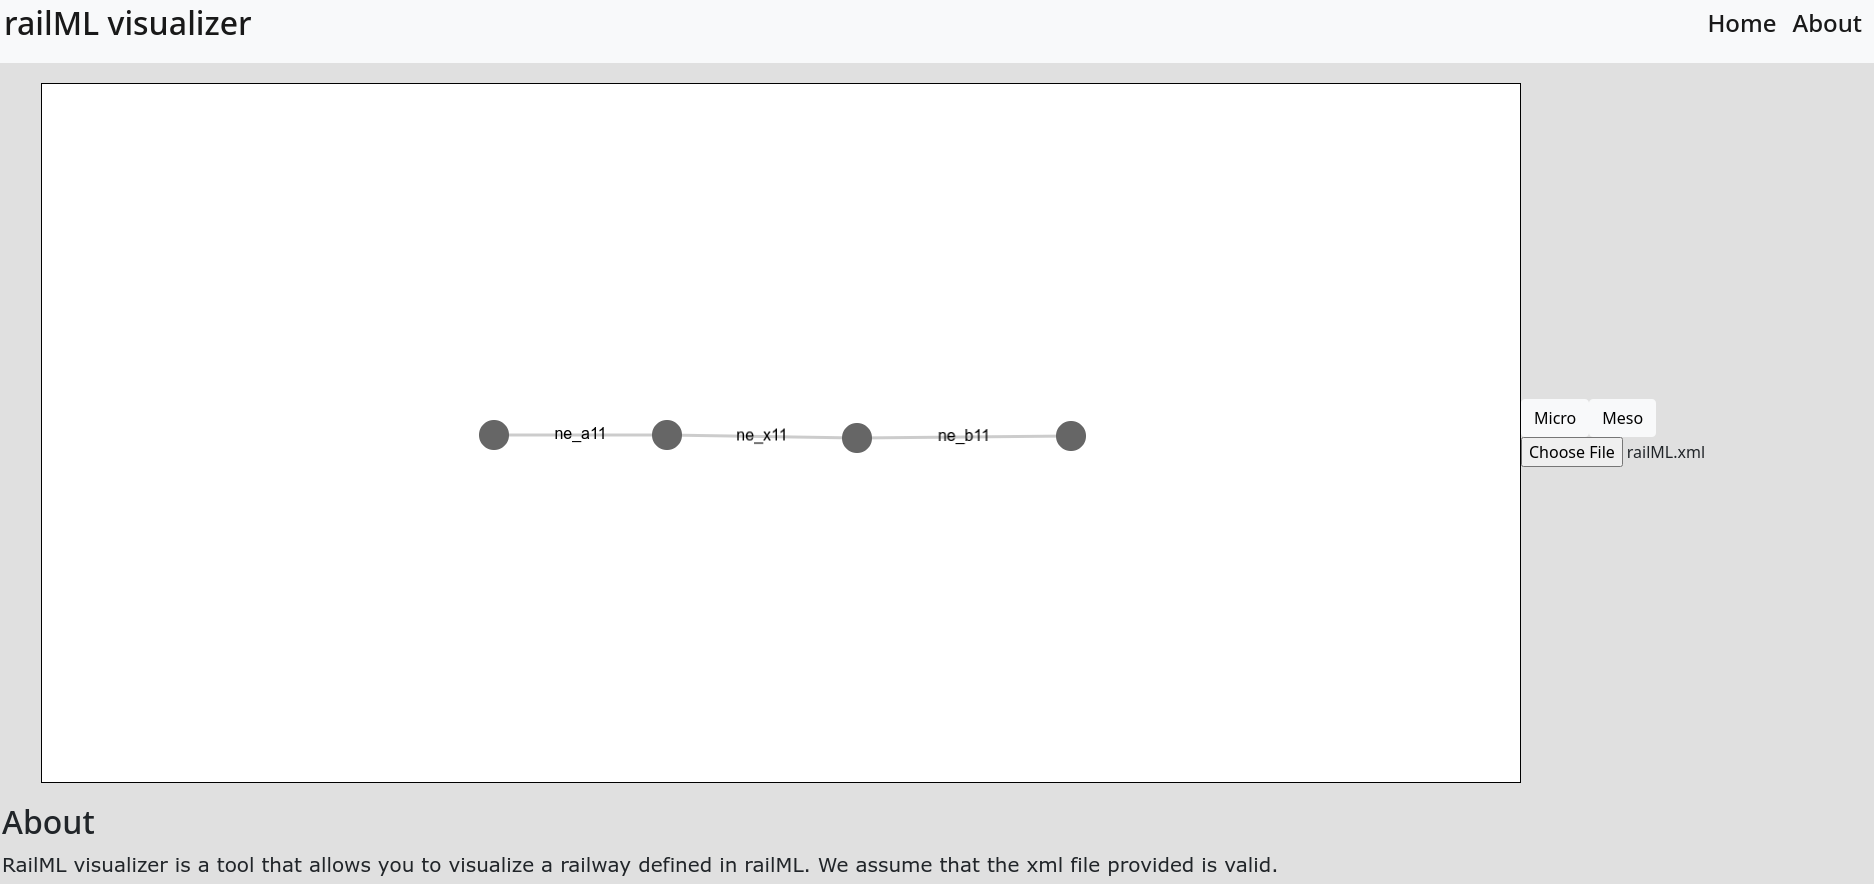 railML visualizer
Home About
ne_a11 ne_x11 ne_b11
Micro Meso
Choose File railML.xml
About
RailML visualizer is a tool that allows you to visualize a railway defined in railML. We assume that the xml file provided is valid.